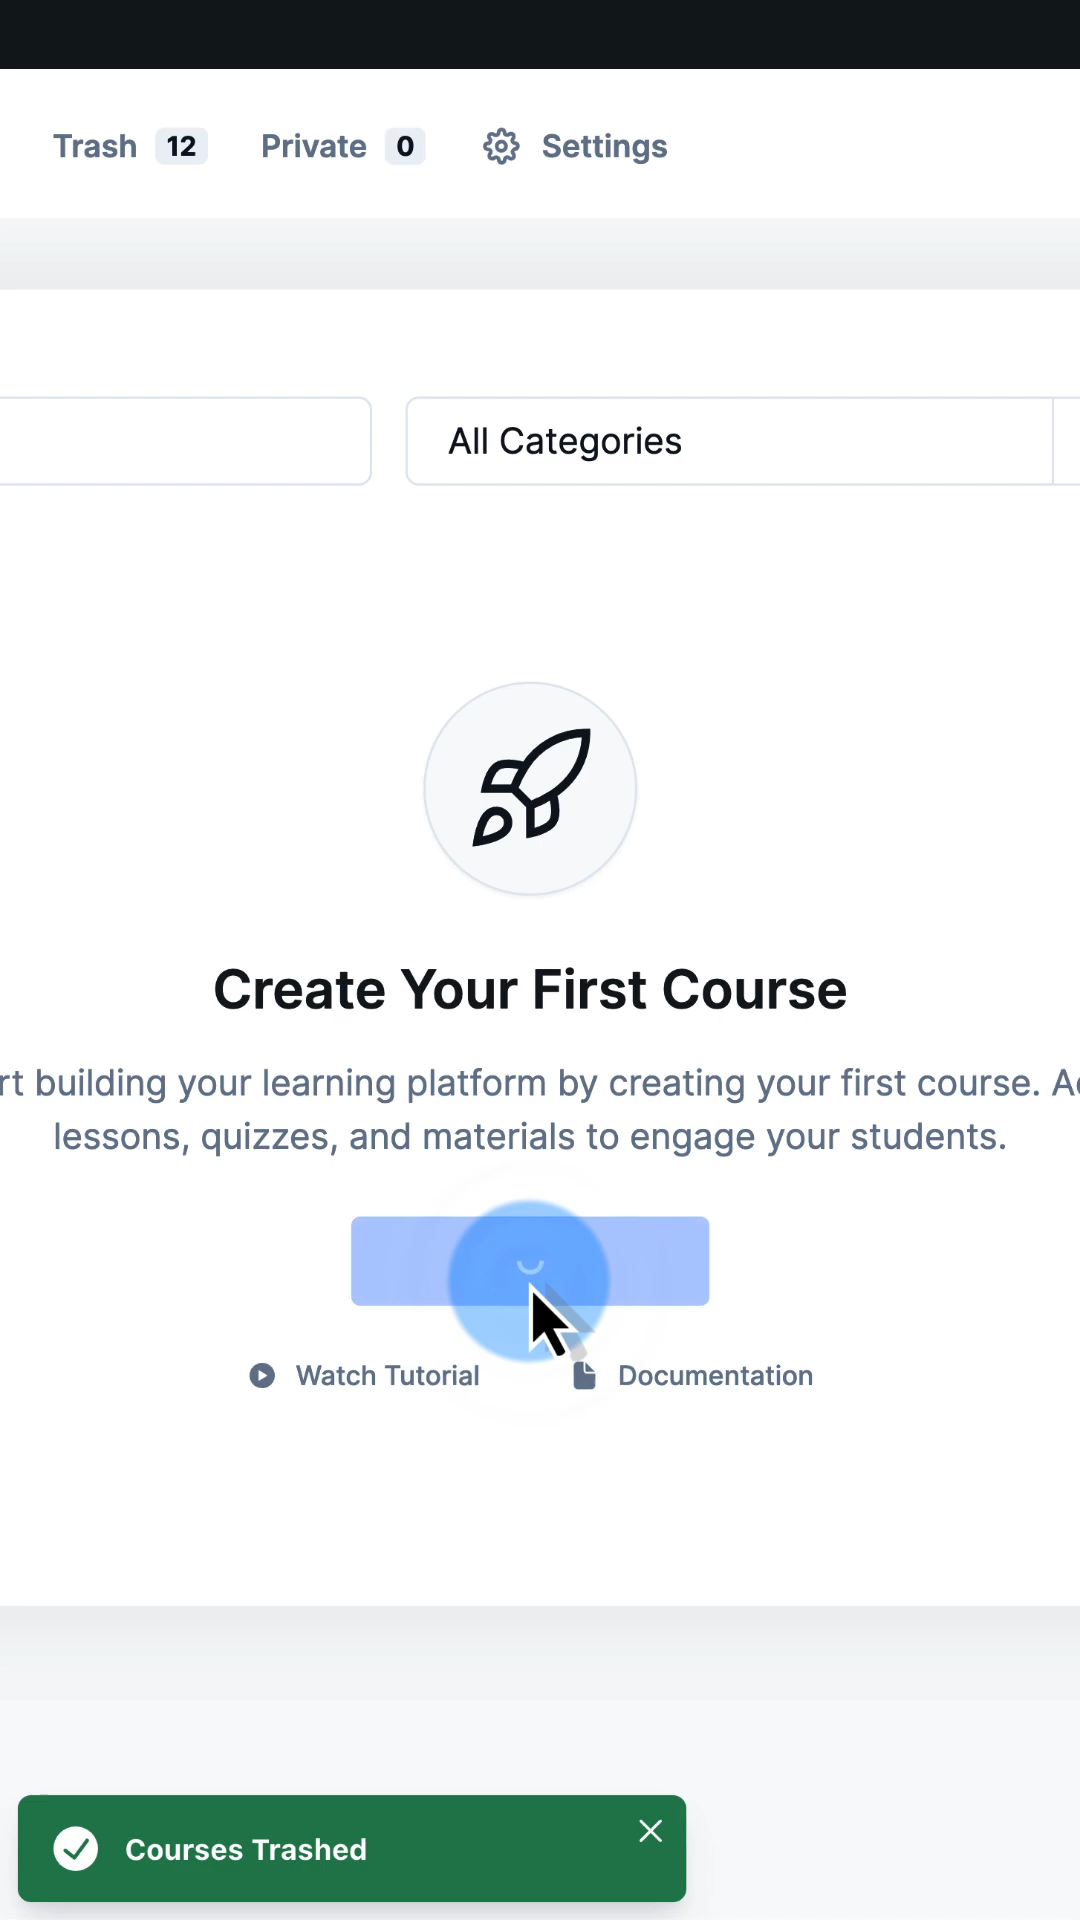 Trash 12 Private 0 Settings
All Categories
Create Your First Course
building your learning platform by creating your first course.
lessons, quizzes, and materials to engage your students.
Watch Tutorial Documentation
Courses Trashed